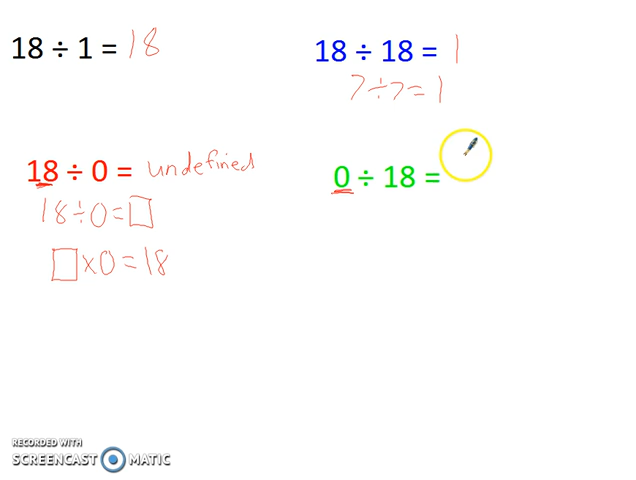 18 ÷ 1 = 18
18 ÷ 18 = 1
7 ÷ 7 = 1
18 ÷ 0 = undefined
18 ÷ 0 = □
□ x 0 = 18
0 ÷ 18 =
RECORDED WITH
SCREENCAST MATIC